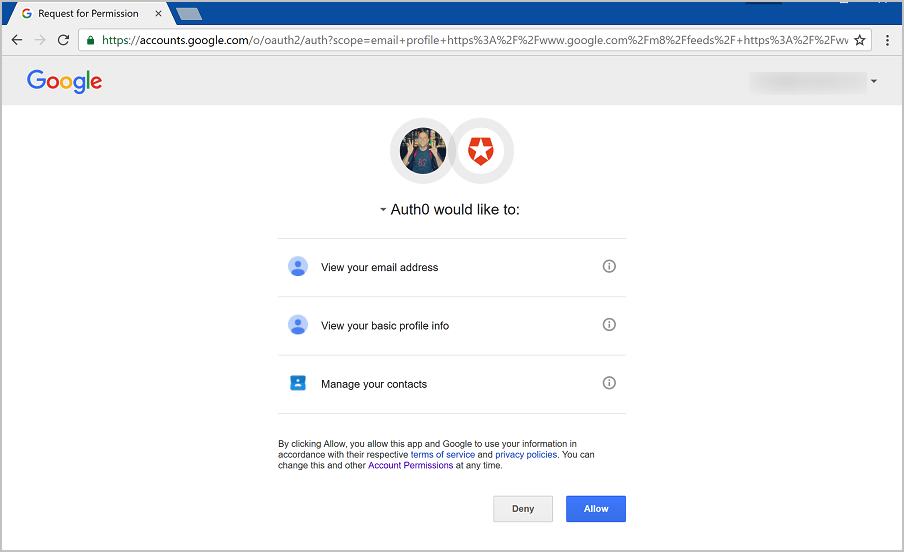 Request for Permission
https://accounts.google.com/o/oauth2/auth?scope=email+profile+https%3A%2F%2Fwww.google.com%2Fm8%2Ffeeds%2F+https%3A%2F%2Fww
Google
Auth0 would like to:
View your email address
View your basic profile info
Manage your contacts
By clicking Allow, you allow this app and Google to use your information in
accordance with their respective terms of service and privacy policies. You can
change this and other Account Permissions at any time.
Deny
Allow